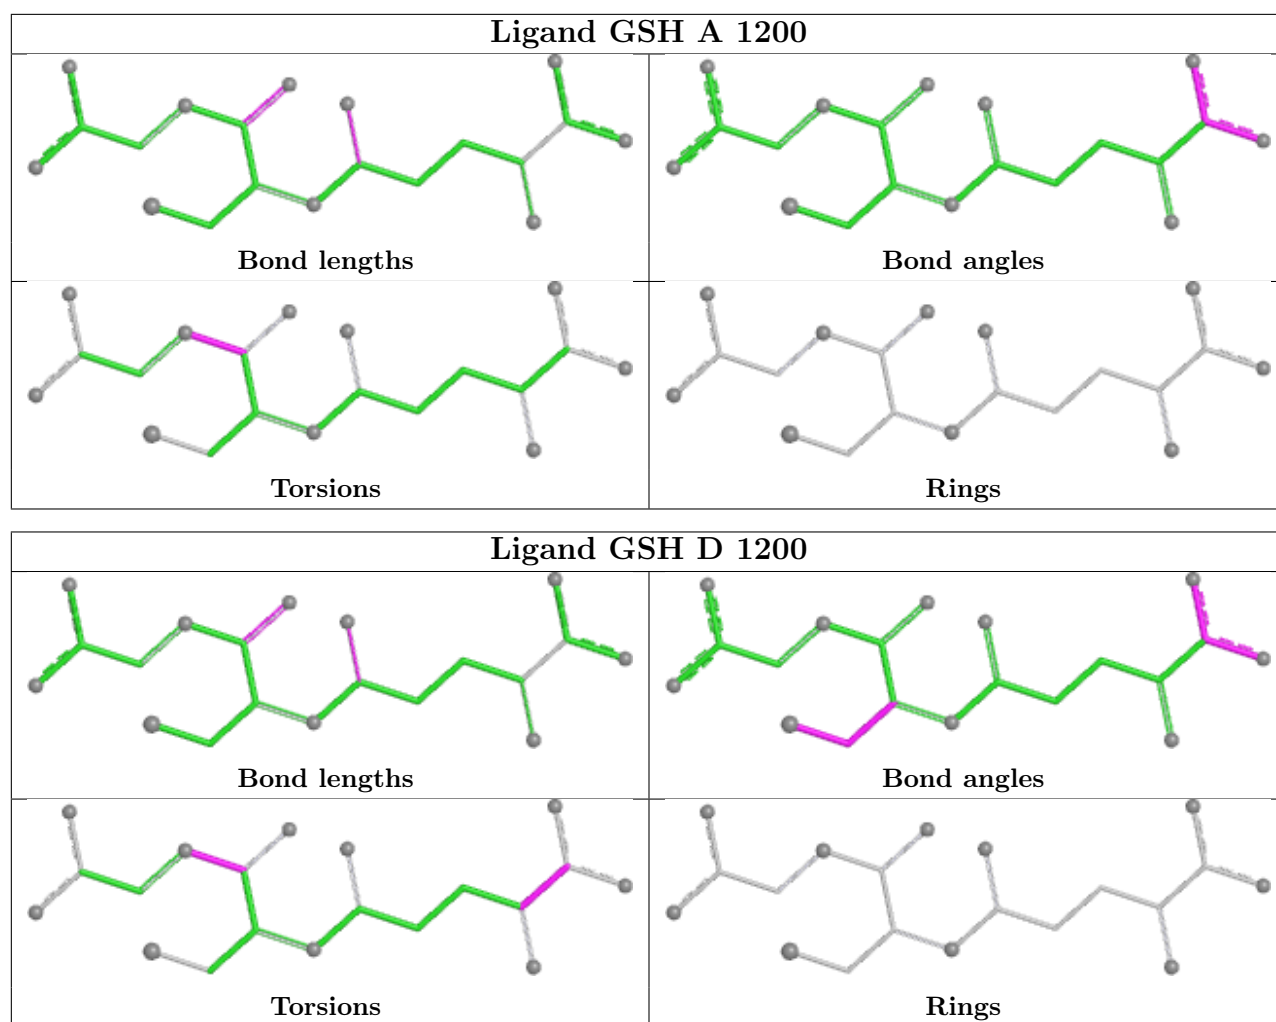 Ligand GSH A 1200
Bond lengths
Bond angles
Torsions
Rings
Ligand GSH D 1200
Bond lengths
Bond angles
Torsions
Rings